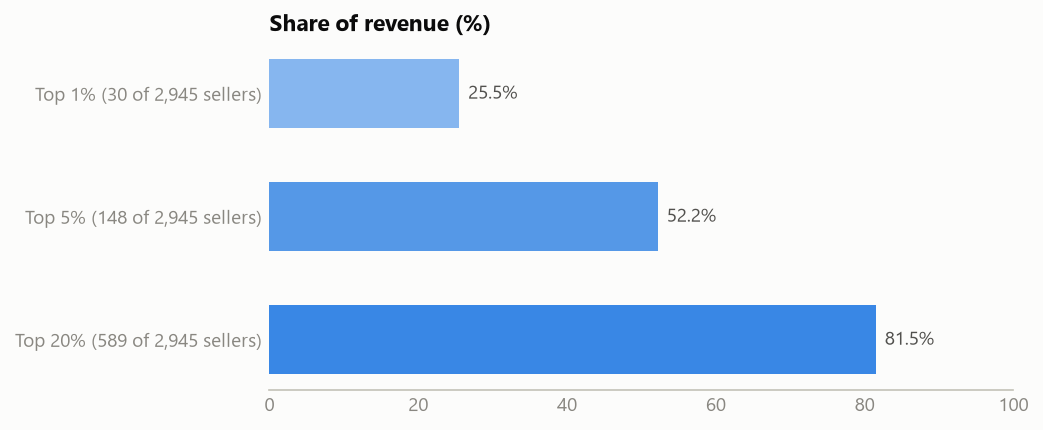 Share of revenue (%)
Top 1% (30 of 2,945 sellers) 25.5%
Top 5% (148 of 2,945 sellers) 52.2%
Top 20% (589 of 2,945 sellers) 81.5%
0 20 40 60 80 100